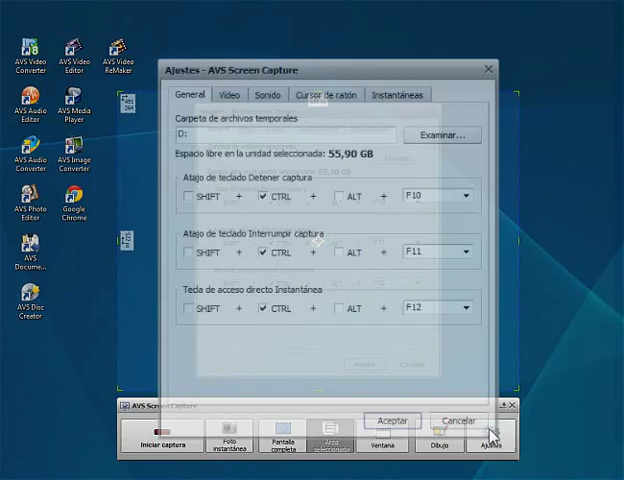 AVS Video
Converter
AVS Video
Editor
AVS Video
ReMaker
AVS Audio
Editor
AVS Media
Player
AVS Audio
Converter
AVS Image
Converter
AVS Photo
Editor
Google
Chrome
AVS
Docume...
AVS Disc
Creator
Ajustes - AVS Screen Capture
General
Vídeo
Sonido
Cursor de ratón
Instantáneas
Carpeta de archivos temporales
D:
Examinar...
Espacio libre en la unidad seleccionada: 55,90 GB
Atajo de teclado Detener captura
SHIFT + CTRL + ALT F10
Atajo de teclado Interrumpir captura
SHIFT + CTRL + ALT F11
Tecla de acceso directo Instantánea
SHIFT + CTRL + ALT F12
Aceptar
Cancelar
AVS Screen Capture
Iniciar captura
Foto
instantánea
Pantalla
completa
Área
seleccionada
Ventana
Dibujo
Ajustes